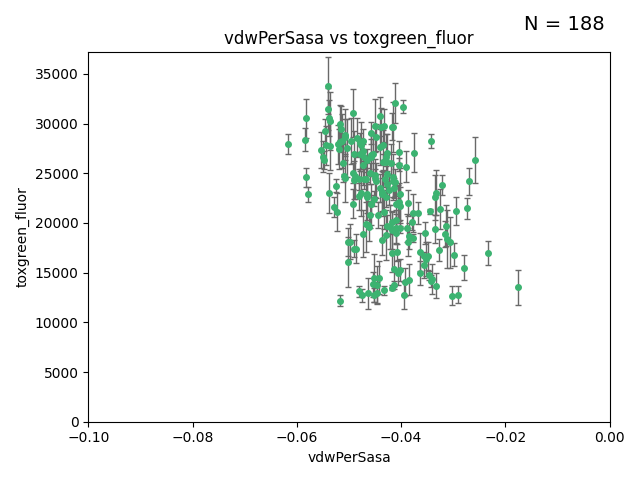 N = 188
vdwPerSasa vs toxgreen_fluor
toxgreen_fluor
35000
30000
25000
20000
15000
10000
5000
0
−0.10 −0.08 −0.06 −0.04 −0.02 0.00
vdwPerSasa